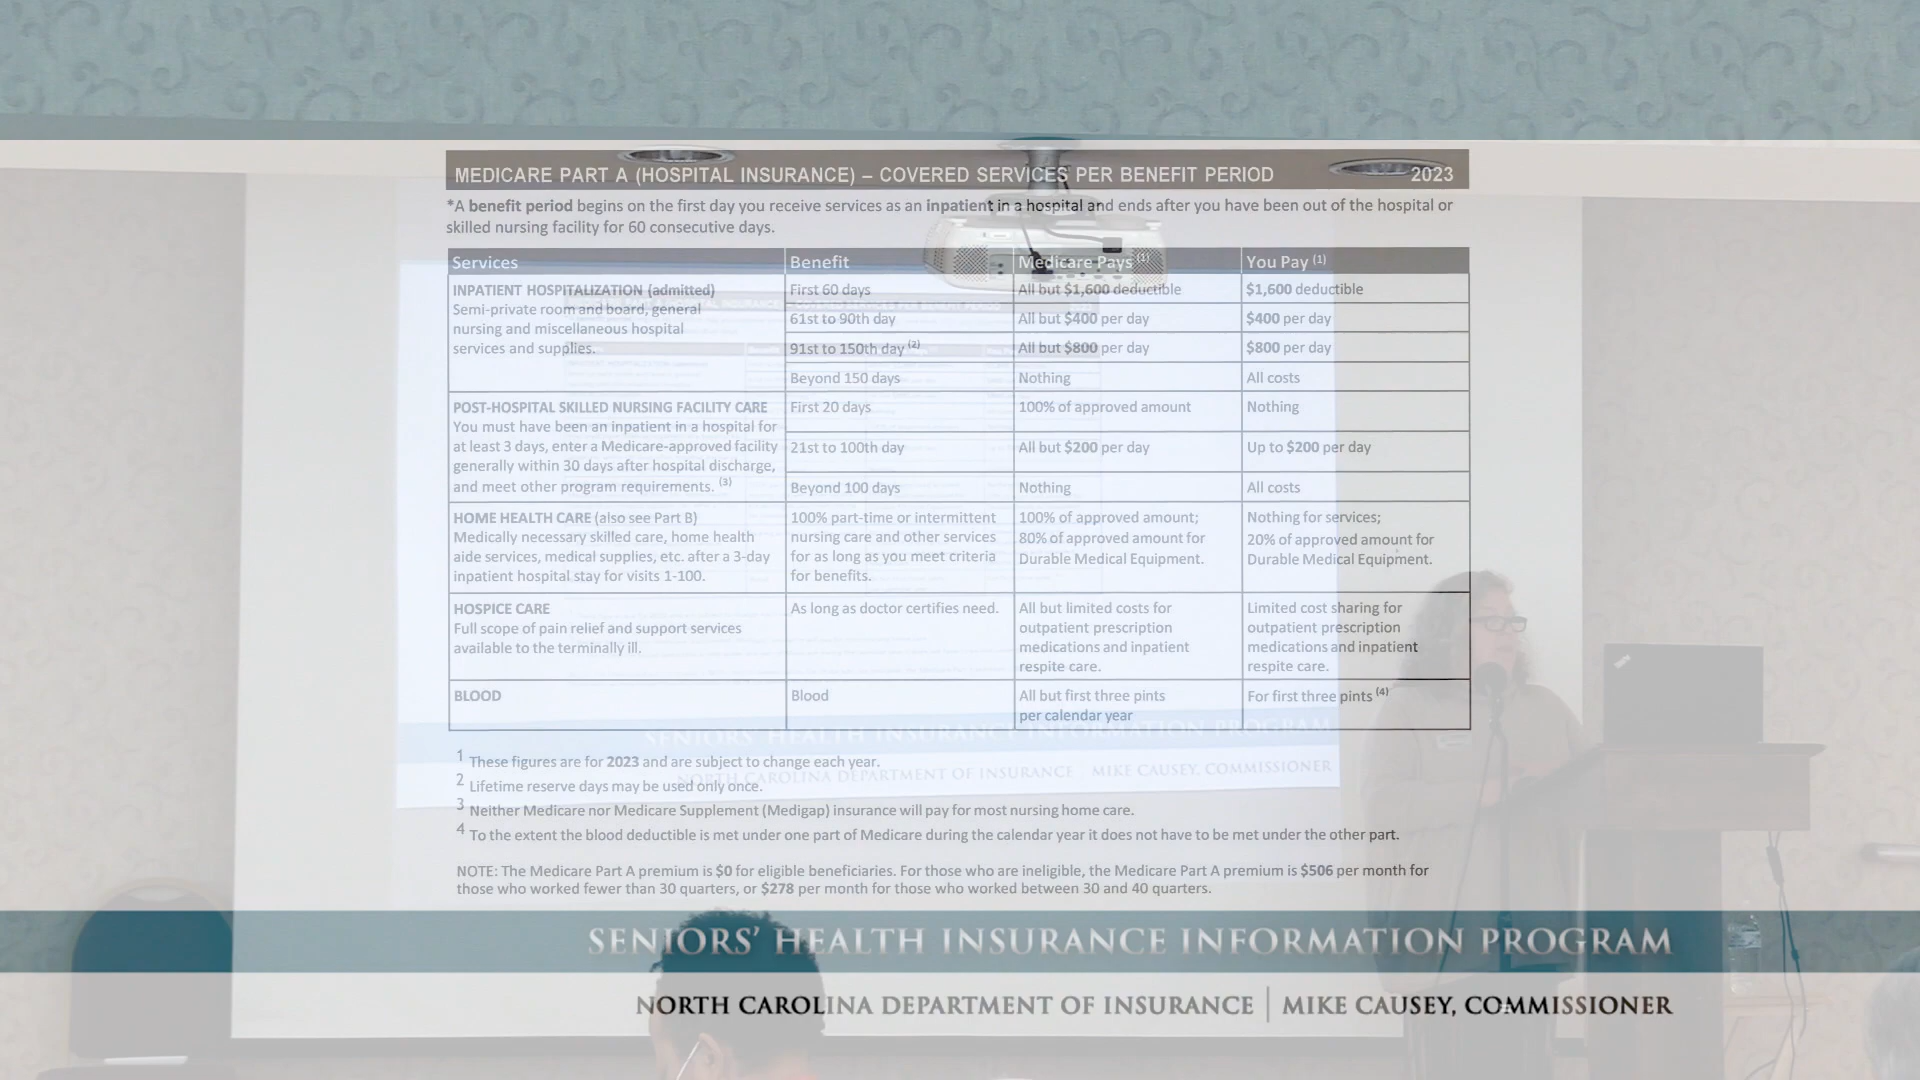 MEDICARE PART A (HOSPITAL INSURANCE) – COVERED SERVICES PER BENEFIT PERIOD 2023
*A benefit period begins on the first day you receive services as an inpatient in a hospital and ends after you have been out of the hospital or
skilled nursing facility for 60 consecutive days.
Services Benefit Medicare Pays (1) You Pay (1)
INPATIENT HOSPITALIZATION (admitted)
Semi-private room and board, general
nursing and miscellaneous hospital
services and supplies.
First 60 days All but $1,600 deductible $1,600 deductible
61st to 90th day All but $400 per day $400 per day
91st to 150th day (2) All but $800 per day $800 per day
Beyond 150 days Nothing All costs
POST-HOSPITAL SKILLED NURSING FACILITY CARE
You must have been an inpatient in a hospital for
at least 3 days, enter a Medicare-approved facility
generally within 30 days after hospital discharge,
and meet other program requirements. (3)
First 20 days 100% of approved amount Nothing
21st to 100th day All but $200 per day Up to $200 per day
Beyond 100 days Nothing All costs
HOME HEALTH CARE (also see Part B)
Medically necessary skilled care, home health
aide services, medical supplies, etc. after a 3-day
inpatient hospital stay for visits 1-100.
100% part-time or intermittent
nursing care and other services
for as long as you meet criteria
for benefits.
100% of approved amount;
80% of approved amount for
Durable Medical Equipment.
Nothing for services;
20% of approved amount for
Durable Medical Equipment.
HOSPICE CARE
Full scope of pain relief and support services
available to the terminally ill.
As long as doctor certifies need.
All but limited costs for
outpatient prescription
medications and inpatient
respite care.
Limited cost sharing for
outpatient prescription
medications and inpatient
respite care.
BLOOD
Blood
All but first three pints
per calendar year
For first three pints (4)
SENIORS' HEALTH INSURANCE INFORMATION PROGRAM
NORTH CAROLINA DEPARTMENT OF INSURANCE | MIKE CAUSEY, COMMISSIONER
1 These figures are for 2023 and are subject to change each year.
2 Lifetime reserve days may be used only once.
3 Neither Medicare nor Medicare Supplement (Medigap) insurance will pay for most nursing home care.
4 To the extent the blood deductible is met under one part of Medicare during the calendar year it does not have to be met under the other part.
NOTE: The Medicare Part A premium is $0 for eligible beneficiaries. For those who are ineligible, the Medicare Part A premium is $506 per month for
those who worked fewer than 30 quarters, or $278 per month for those who worked between 30 and 40 quarters.
SENIORS' HEALTH INSURANCE INFORMATION PROGRAM
NORTH CAROLINA DEPARTMENT OF INSURANCE | MIKE CAUSEY, COMMISSIONER